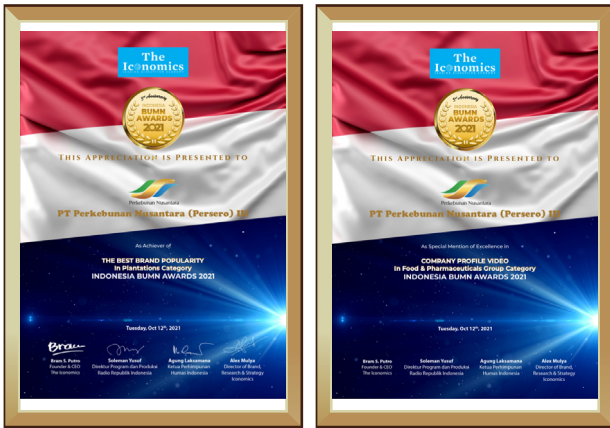 The
Iconomics
1st Anniversary
INDONESIA
BUMN
AWARDS
2021
THIS APPRECIATION IS PRESENTED TO
Perkebunan Nusantara
PT Perkebunan Nusantara (Persero) III
As Achiever of
THE BEST BRAND POPULARITY
In Plantations Category
INDONESIA BUMN AWARDS 2021
Tuesday, Oct 12th, 2021
Bram S. Putro
Founder & CEO
The Iconomics
Soleman Yusuf
Direktur Program dan Produksi
Radio Republik Indonesia
Agung Laksamana
Ketua Perhimpunan
Humas Indonesia
Alex Mulya
Director of Brand,
Research & Strategy
Iconomics
The
Iconomics
INDONESIA
BUMN
AWARDS
2021
THIS APPRECIATION IS PRESENTED TO
Perkebunan Nusantara
PT Perkebunan Nusantara (Persero) III
As Special Mention of Excellence In
COMPANY PROFILE VIDEO
In Food & Pharmaceuticals Group Category
INDONESIA BUMN AWARDS 2021
Tuesday, Oct 12th, 2021
Bram S. Putro
Founder & CEO
The Iconomics
Soleman Yusuf
Direktur Program dan Produksi
Radio Republik Indonesia
Agung Laksamana
Ketua Perhimpunan
Humas Indonesia
Alex Mulya
Director of Brand,
Research & Strategy
Iconomics